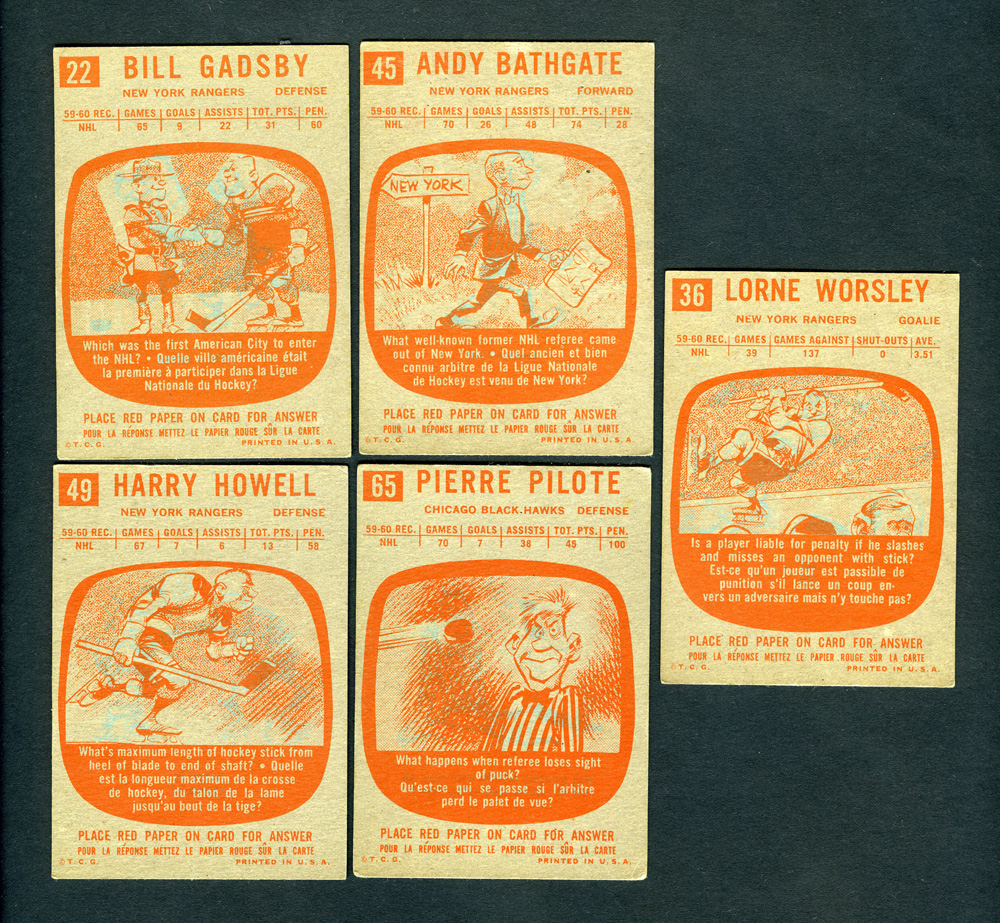 22 BILL GADSBY
NEW YORK RANGERS DEFENSE
59-60 REC. GAMES GOALS ASSISTS TOT. PTS. PEN.
NHL 65 9 22 31 60
Which was the first American City to enter
the NHL? • Quelle ville américaine était
la première à participer dans la Ligue
Nationale du Hockey?
PLACE RED PAPER ON CARD FOR ANSWER
POUR LA RÉPONSE METTEZ LE PAPIER ROUGE SÛR LA CARTE
©T.C.G. PRINTED IN U.S.A.
45 ANDY BATHGATE
NEW YORK RANGERS FORWARD
59-60 REC. GAMES GOALS ASSISTS TOT. PTS. PEN.
NHL 70 26 48 74 28
NEW YORK
What well-known former NHL referee came
out of New York. • Quel ancien et bien
connu arbitre de la Ligue Nationale
de Hockey est venu de New York?
PLACE RED PAPER ON CARD FOR ANSWER
POUR LA RÉPONSE METTEZ LE PAPIER ROUGE SÛR LA CARTE
©T.C.G. PRINTED IN U.S.A.
36 LORNE WORSLEY
NEW YORK RANGERS GOALIE
59-60 REC. GAMES GAMES AGAINST SHUT-OUTS AVE.
NHL 39 137 0 3.51
Is a player liable for penalty if he slashes
and misses an opponent with stick?
Est-ce qu'un joueur est passible de
punition s'il lance un coup en-
vers un adversaire mais n'y touche pas?
PLACE RED PAPER ON CARD FOR ANSWER
POUR LA RÉPONSE METTEZ LE PAPIER ROUGE SÛR LA CARTE
©T.C.G. PRINTED IN U.S.A.
49 HARRY HOWELL
NEW YORK RANGERS DEFENSE
59-60 REC. GAMES GOALS ASSISTS TOT. PTS. PEN.
NHL 67 7 6 13 58
What's maximum length of hockey stick from
heel of blade to end of shaft? • Quelle
est la longueur maximum de la crosse
de hockey, du talon de la lame
jusqu'au bout de la tige?
PLACE RED PAPER ON CARD FOR ANSWER
POUR LA RÉPONSE METTEZ LE PAPIER ROUGE SÛR LA CARTE
©T.C.G. PRINTED IN U.S.A.
65 PIERRE PILOTE
CHICAGO BLACK.HAWKS DEFENSE
59-60 REC. GAMES GOALS ASSISTS TOT. PTS. PEN.
NHL 70 7 38 45 100
What happens when referee loses sight
of puck?
Qu'est-ce qui se passe si l'arbitre
perd le palet de vue?
PLACE RED PAPER ON CARD FOR ANSWER
POUR LA RÉPONSE METTEZ LE PAPIER ROUGE SÛR LA CARTE
©T.C.G. PRINTED IN U.S.A.